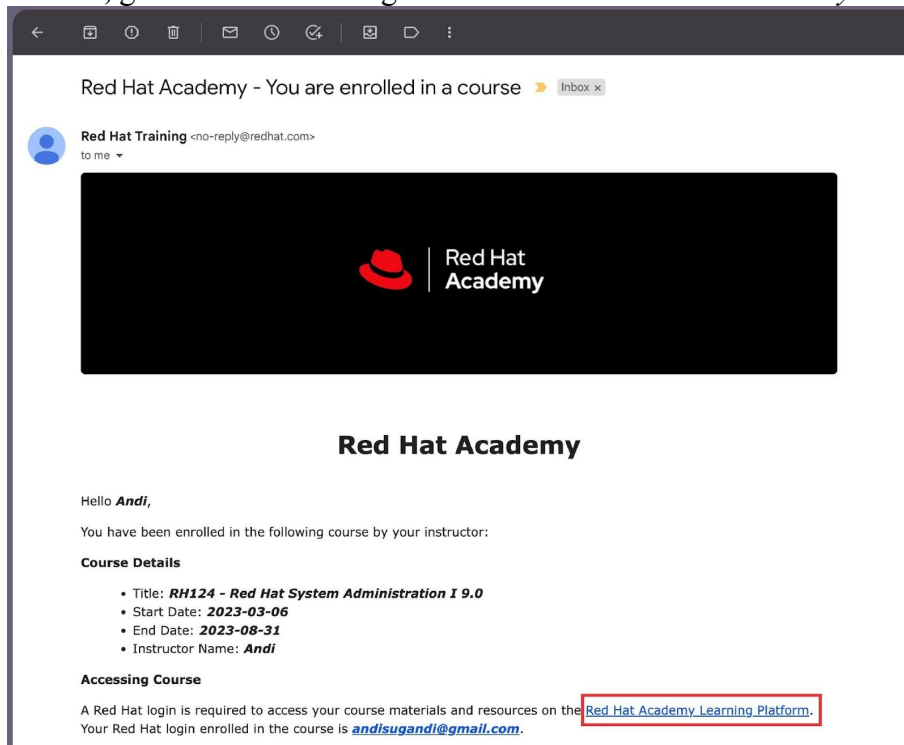 Red Hat Academy - You are enrolled in a course Inbox x
Red Hat Training <no-reply@redhat.com>
to me
Red Hat
Academy
Red Hat Academy
Hello Andi,
You have been enrolled in the following course by your instructor:
Course Details
• Title: RH124 - Red Hat System Administration I 9.0
• Start Date: 2023-03-06
• End Date: 2023-08-31
• Instructor Name: Andi
Accessing Course
A Red Hat login is required to access your course materials and resources on the Red Hat Academy Learning Platform.
Your Red Hat login enrolled in the course is andisugandi@gmail.com.